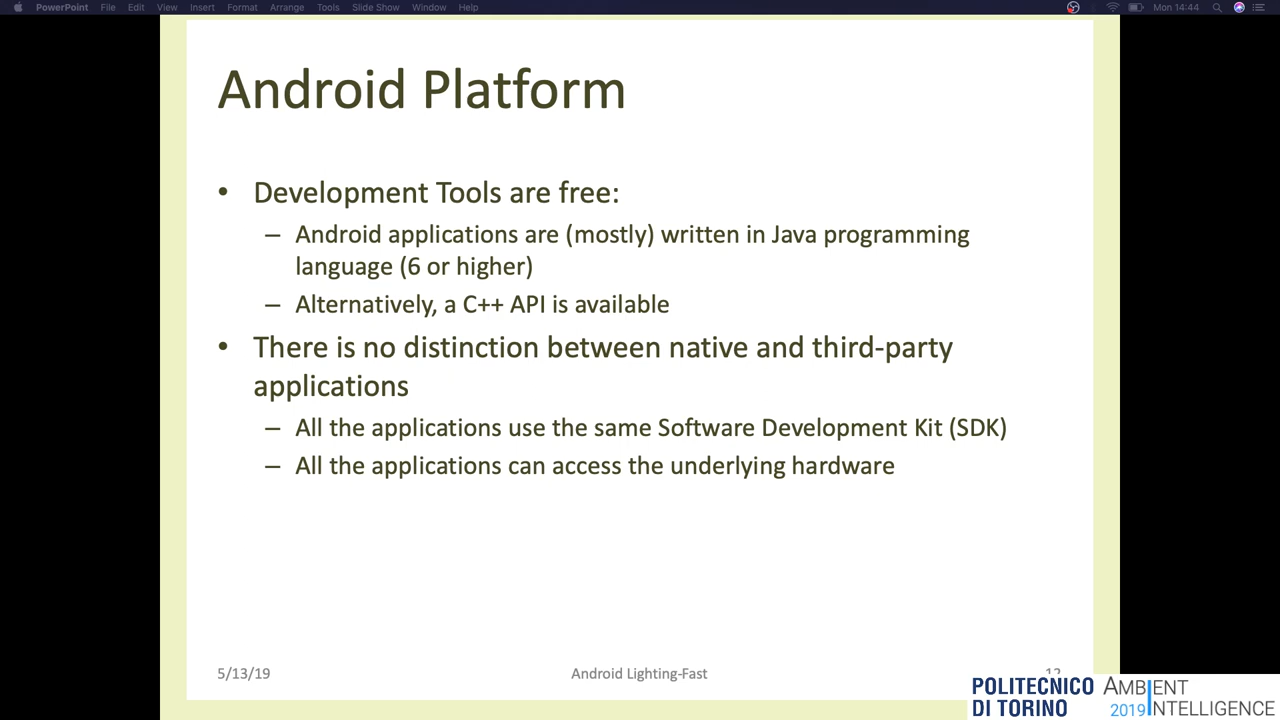 PowerPoint File Edit View Insert Format Arrange Tools Slide Show Window Help Mon 14:44
Android Platform
• Development Tools are free:
– Android applications are (mostly) written in Java programming
language (6 or higher)
– Alternatively, a C++ API is available
• There is no distinction between native and third-party
applications
– All the applications use the same Software Development Kit (SDK)
– All the applications can access the underlying hardware
5/13/19 Android Lighting-Fast 12
POLITECNICO
DI TORINO
AMBIENT
2019 INTELLIGENCE